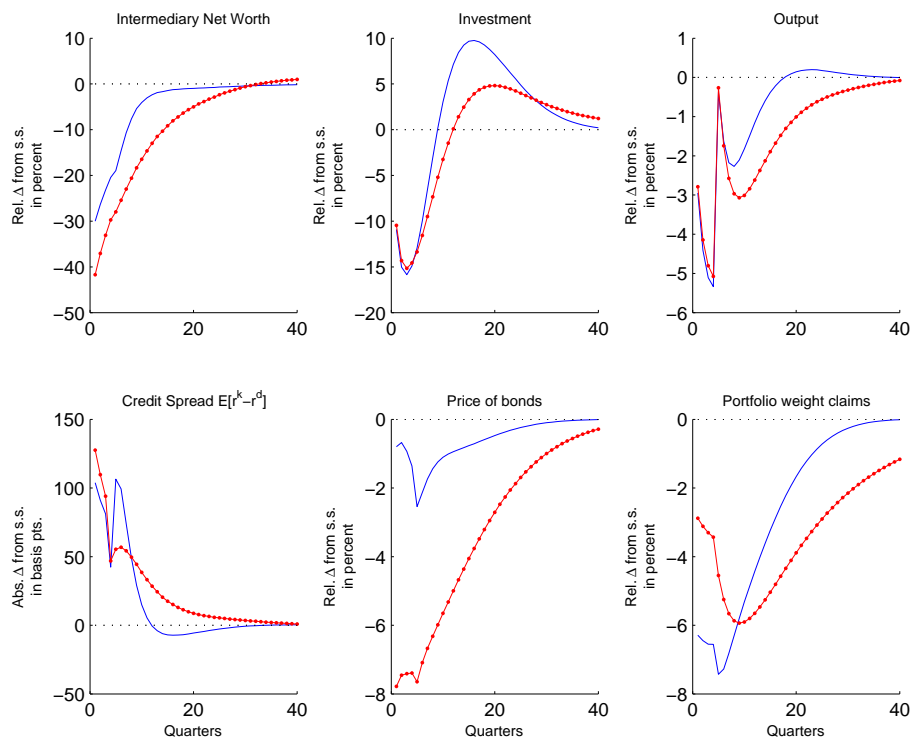 Intermediary Net Worth
Rel. Δ from s.s.
in percent
10
0
−10
−20
−30
−40
−50
0
20
40
Investment
Rel. Δ from s.s.
in percent
10
5
0
−5
−10
−15
−20
0
20
40
Output
Rel. Δ from s.s.
in percent
1
0
−1
−2
−3
−4
−5
−6
0
20
40
Credit Spread E[r^k−r^d]
Abs. Δ from s.s.
in basis pts.
150
100
50
0
−50
0
20
40
Quarters
Price of bonds
Rel. Δ from s.s.
in percent
0
−2
−4
−6
−8
0
20
40
Quarters
Portfolio weight claims
Rel. Δ from s.s.
in percent
0
−2
−4
−6
−8
0
20
40
Quarters